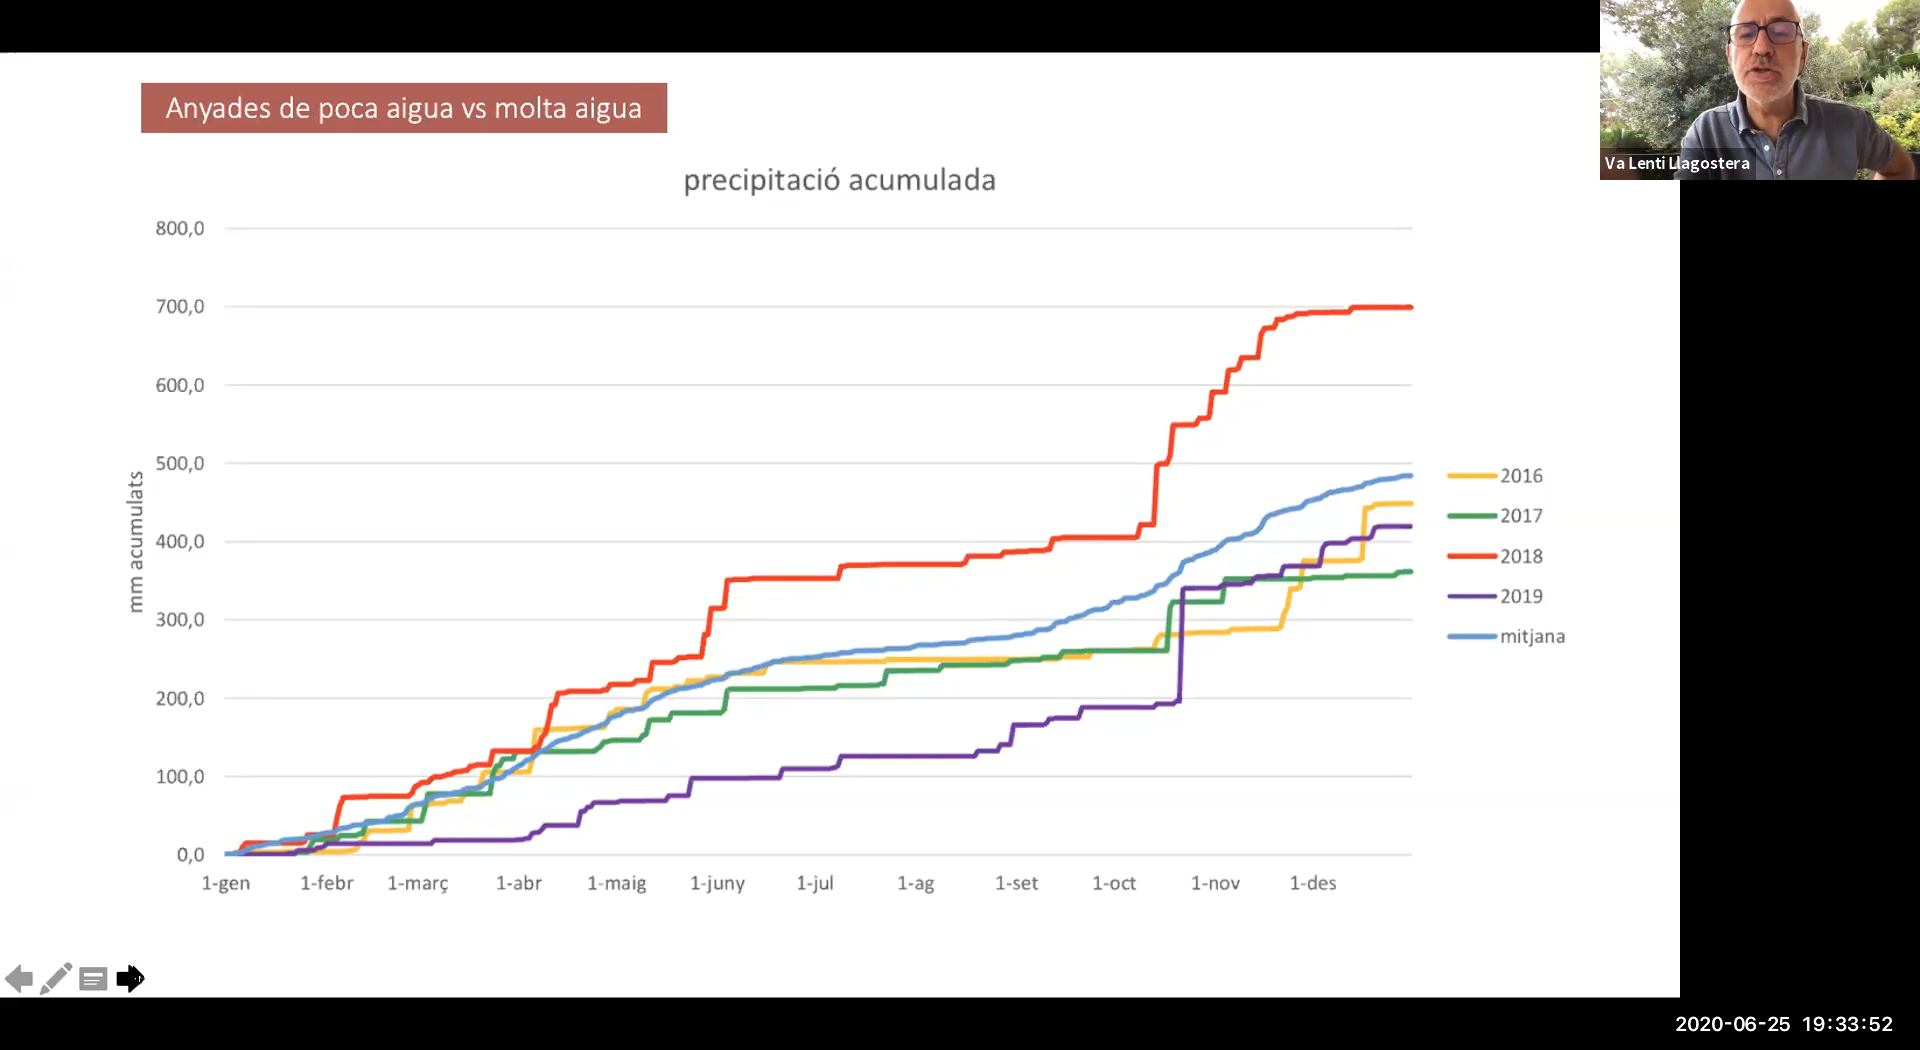 Anyades de poca aigua vs molta aigua
Va Lenti Llagostera
precipitació acumulada
mm acumulats
800,0
700,0
600,0
500,0
400,0
300,0
200,0
100,0
0,0
1-gen 1-febr 1-març 1-abr 1-maig 1-juny 1-jul 1-ag 1-set 1-oct 1-nov 1-des
2016
2017
2018
2019
mitjana
2020-06-25 19:33:52